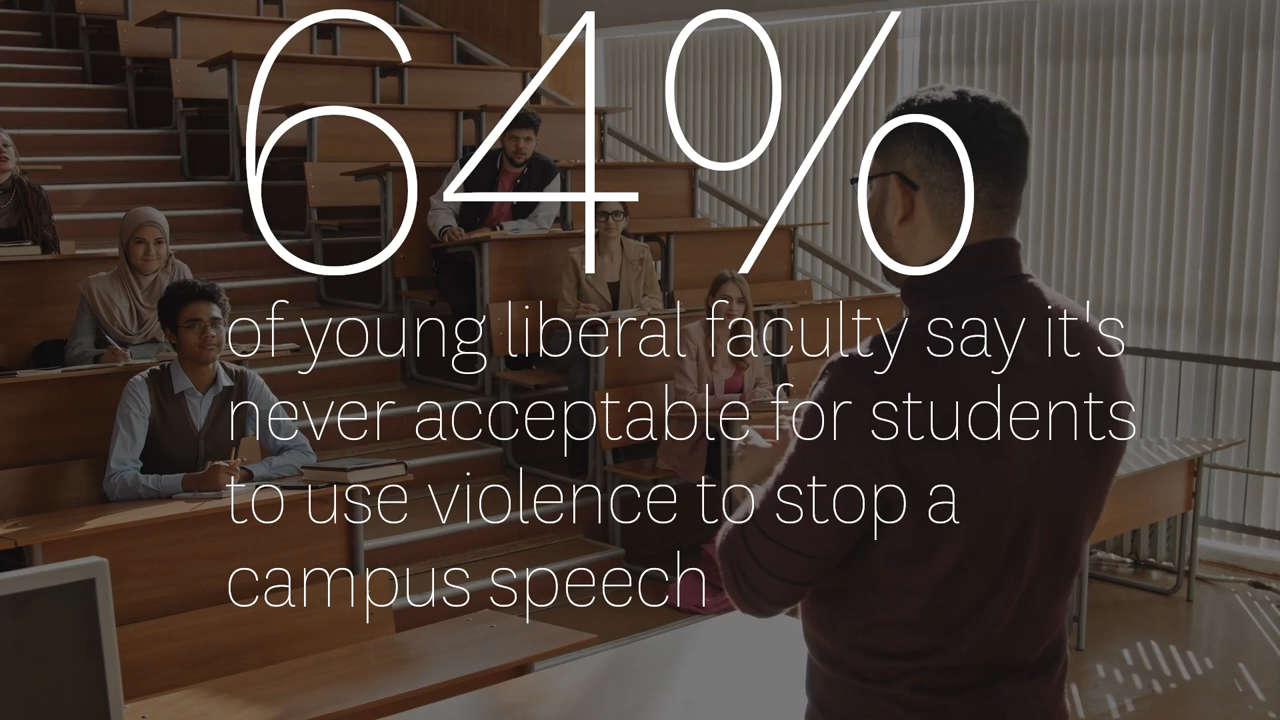 64%
of young liberal faculty say it's
never acceptable for students
to use violence to stop a
campus speech